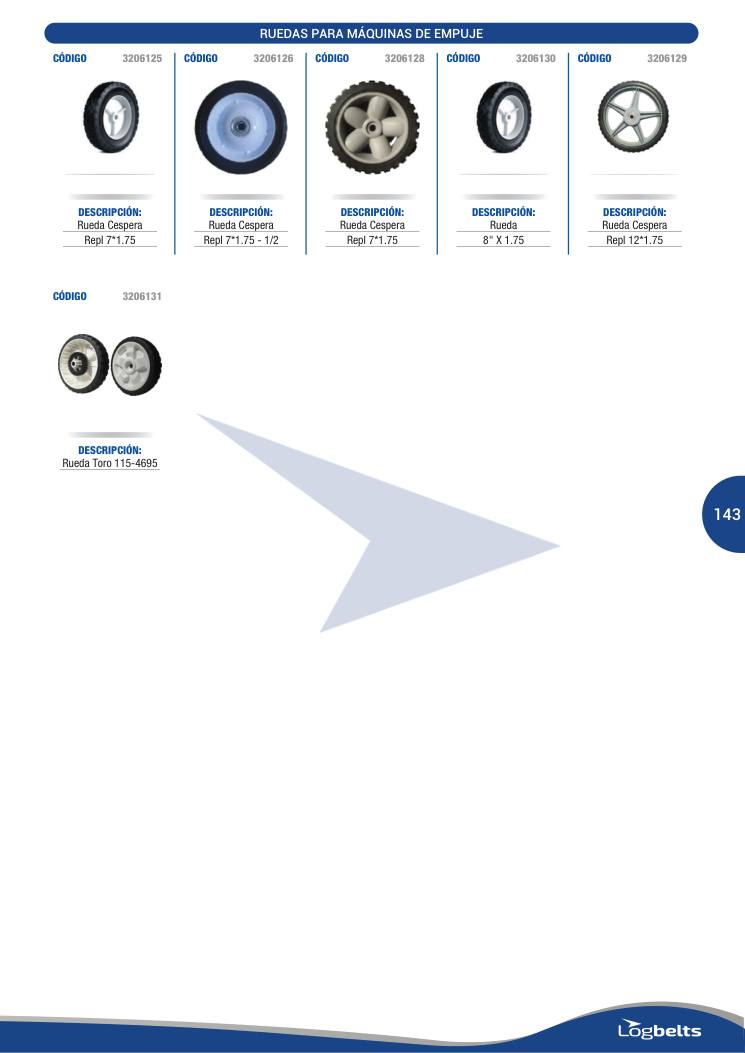 RUEDAS PARA MÁQUINAS DE EMPUJE
CÓDIGO 3206125
DESCRIPCIÓN:
Rueda Cespera
Repl 7*1.75
CÓDIGO 3206126
DESCRIPCIÓN:
Rueda Cespera
Repl 7*1.75 - 1/2
CÓDIGO 3206128
DESCRIPCIÓN:
Rueda Cespera
Repl 7*1.75
CÓDIGO 3206130
DESCRIPCIÓN:
Rueda
8" X 1.75
CÓDIGO 3206129
DESCRIPCIÓN:
Rueda Cespera
Repl 12*1.75
CÓDIGO 3206131
DESCRIPCIÓN:
Rueda Toro 115-4695
143
Logbelts